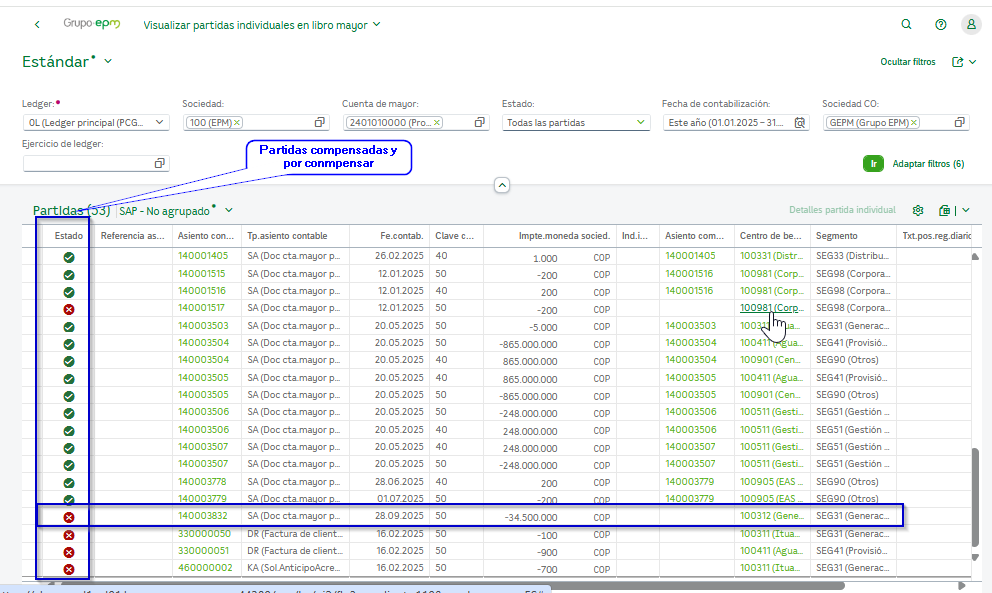 Grupo·epm Visualizar partidas individuales en libro mayor
Estándar*
Ocultar filtros
Ledger:* Sociedad: Cuenta de mayor: Estado: Fecha de contabilización: Sociedad CO:
0L (Ledger principal (PCG... 100 (EPM) 2401010000 (Pro... Todas las partidas Este año (01.01.2025 – 31... GEPM (Grupo EPM)
Ejercicio de ledger:
Partidas compensadas y
por conmpensar
Ir Adaptar filtros (6)
Partidas (53) SAP - No agrupado* Detalles partida individual
Estado Referencia as... Asiento con... Tp.asiento contable Fe.contab. Clave c... Impte.moneda socied. Ind.i... Asiento com... Centro de be... Segmento Txt.pos.reg.diario
140001405 SA (Doc cta.mayor p... 26.02.2025 40 1.000 COP 140001405 100331 (Distr... SEG33 (Distribu...
140001515 SA (Doc cta.mayor p... 12.01.2025 50 -200 COP 140001516 100981 (Corp... SEG98 (Corpora...
140001516 SA (Doc cta.mayor p... 12.01.2025 40 200 COP 140001516 100981 (Corp... SEG98 (Corpora...
140001517 SA (Doc cta.mayor p... 12.01.2025 50 -200 COP 100981 (Corp... SEG98 (Corpora...
140003503 SA (Doc cta.mayor p... 20.05.2025 50 -5.000 COP 140003503 SEG31 (Generac...
140003504 SA (Doc cta.mayor p... 20.05.2025 50 -865.000.000 COP 140003504 100411 (Agua... SEG41 (Provisió...
140003504 SA (Doc cta.mayor p... 20.05.2025 40 865.000.000 COP 140003504 100901 (Cen... SEG90 (Otros)
140003505 SA (Doc cta.mayor p... 20.05.2025 40 865.000.000 COP 140003505 100411 (Agua... SEG41 (Provisió...
140003505 SA (Doc cta.mayor p... 20.05.2025 50 -865.000.000 COP 140003505 100901 (Cen... SEG90 (Otros)
140003506 SA (Doc cta.mayor p... 20.05.2025 50 -248.000.000 COP 140003506 100511 (Gesti... SEG51 (Gestión ...
140003506 SA (Doc cta.mayor p... 20.05.2025 40 248.000.000 COP 140003506 100511 (Gesti... SEG51 (Gestión ...
140003507 SA (Doc cta.mayor p... 20.05.2025 40 248.000.000 COP 140003507 100511 (Gesti... SEG51 (Gestión ...
140003507 SA (Doc cta.mayor p... 20.05.2025 50 -248.000.000 COP 140003507 100511 (Gesti... SEG51 (Gestión ...
140003778 SA (Doc cta.mayor p... 28.06.2025 40 200 COP 140003779 100905 (EAS ... SEG90 (Otros)
140003779 SA (Doc cta.mayor p... 01.07.2025 50 -200 COP 140003779 100905 (EAS ... SEG90 (Otros)
140003832 SA (Doc cta.mayor p... 28.09.2025 50 -34.500.000 COP 100312 (Gene... SEG31 (Generac...
330000050 DR (Factura de client... 16.02.2025 50 -100 COP 100311 (Itua... SEG31 (Generac...
330000051 DR (Factura de client... 16.02.2025 50 -900 COP 100411 (Agua... SEG41 (Provisió...
460000002 KA (Sol.AnticipoAcre... 16.02.2025 50 -700 COP 100311 (Itua... SEG31 (Generac...